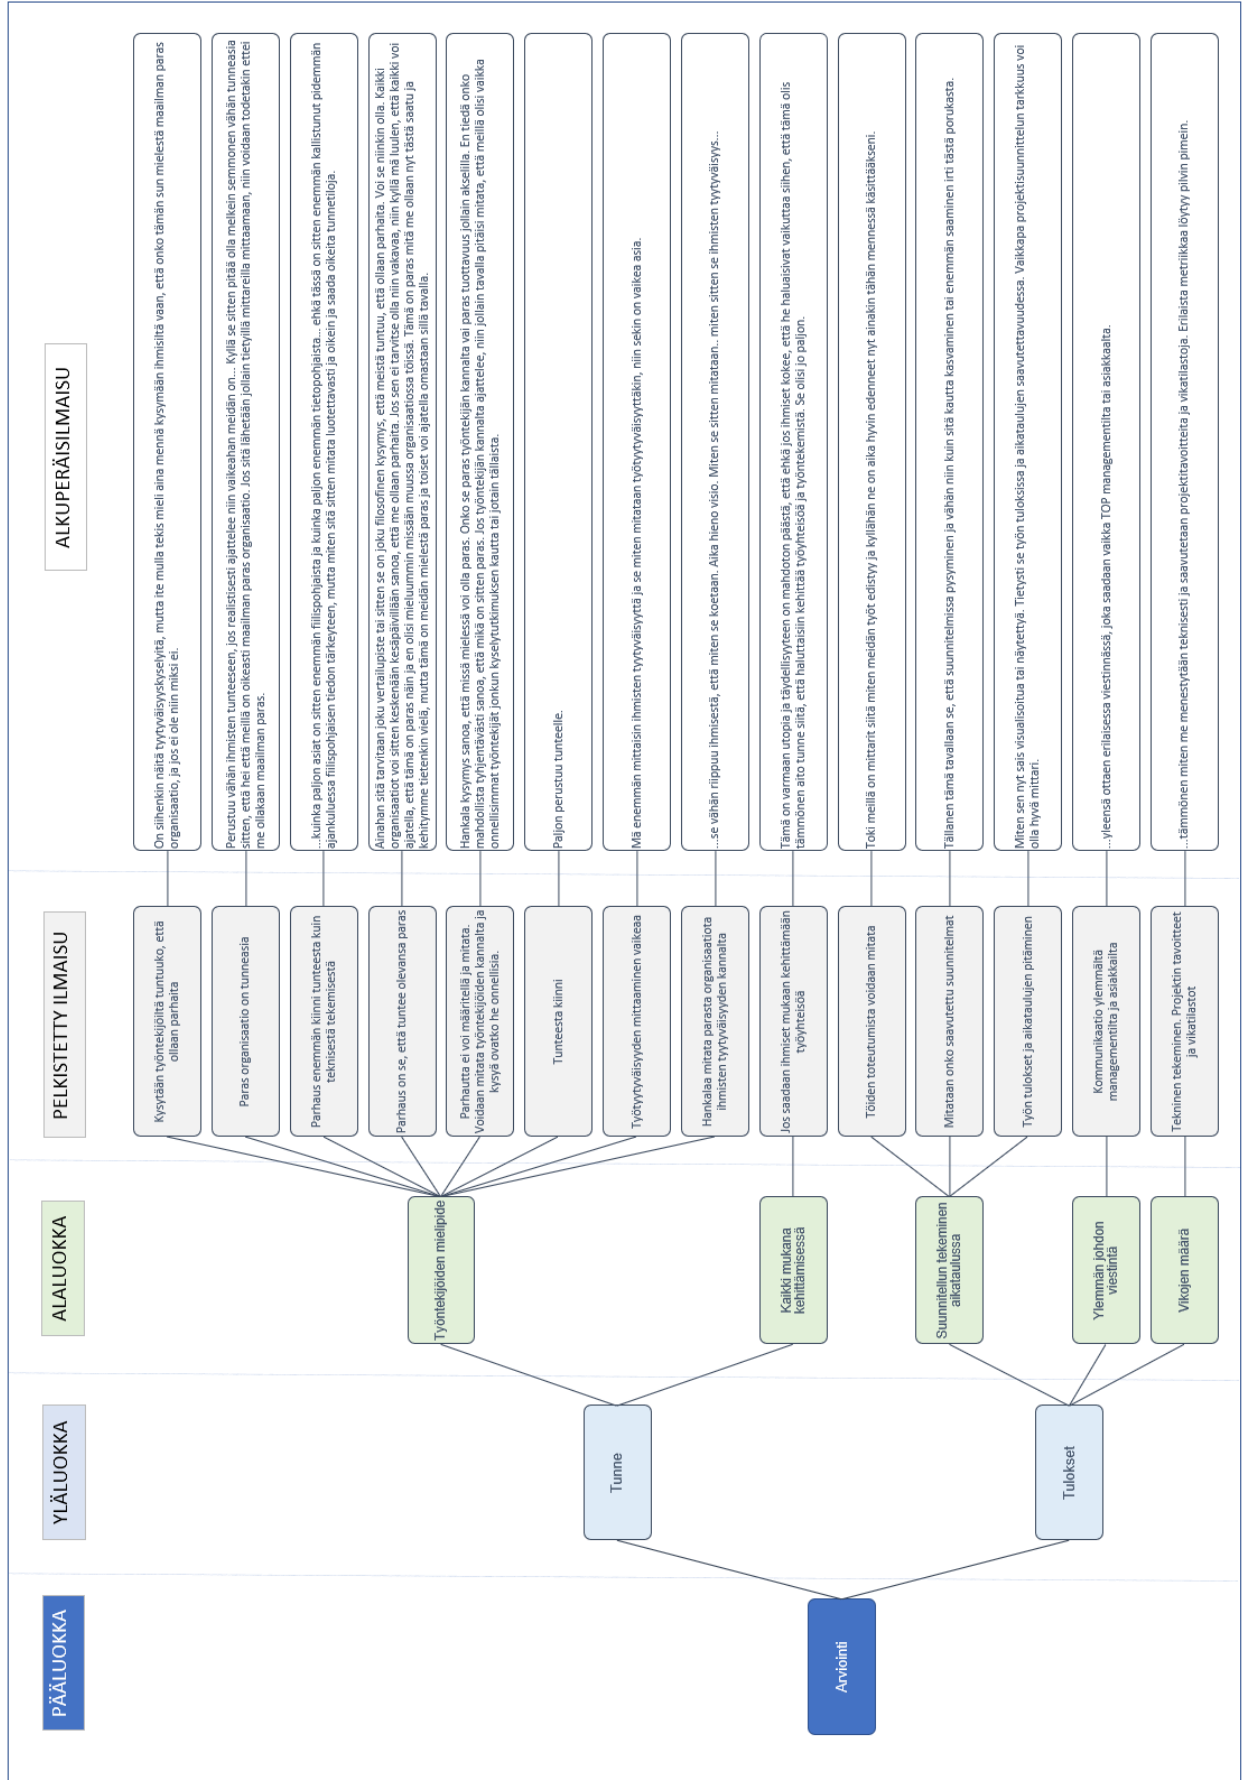 PÄÄLUOKKA
YLÄLUOKKA
ALALUOKKA
PELKISTETTY ILMAISU
ALKUPERÄISILMAISU
Arviointi
Tunne
Tulokset
Työntekijöiden mielipide
Kaikki mukana
kehittämisessä
Suunnitellun tekeminen
aikataulussa
Ylemmän johdon
viestintä
Vikojen määrä
Kysytään työntekijöiltä tuntuuko, että
ollaan parhaita
On siihenkin näitä tyytyväisyyskyselyitä, mutta ite mulla tekis mieli aina mennä kysymään ihmisiltä vaan, että onko tämän sun mielestä maailman paras
organisaatio, ja jos ei ole niin miksi ei.
Paras organisaatio on tunneasia
Perustuu vähän ihmisten tunteeseen, jos realistisesti ajattelee niin vaikeahan meidän on... Kyllä se sitten pitää olla melkein semmonen vähän tunneasia
sitten, että hei että meillä on oikeasti maailman paras organisaatio. Jos sitä lähetään jollain tietyillä mittareilla mittaamaan, niin voidaan todetakin ettei
me ollakaan maailman paras.
Parhaus enemmän kiinni tunteesta kuin
teknisestä tekemisestä
...kuinka paljon asiat on sitten enemmän fiilispohjaista ja kuinka paljon enemmän tietopohjaista... ehkä tässä on sitten enemmän kallistunut pidemmän
ajankuluessa fiilispohjaisen tiedon tärkeyteen, mutta miten sitä sitten mitata luotettavasti ja oikein ja saada oikeita tunnetiloja.
Parhaus on se, että tuntee olevansa paras
Ainahan sitä tarvitaan joku vertailupiste tai sitten se on joku filosofinen kysymys, että meistä tuntuu, että ollaan parhaita. Voi se niinkin olla. Kaikki
organisaatiot voi sitten keskenään kesäpäivillään sanoa, että me ollaan parhaita. Jos sen ei tarvitse olla niin vakavaa, niin kyllä mä luulen, että kaikki voi
ajatella, että tämä on paras näin ja en olisi mieluummin missään muussa organisaatiossa töissä. Tämä on paras mitä me ollaan nyt tästä saatu ja
kehitymme tietenkin vielä, mutta tämä on meidän mielestä paras ja toiset voi ajatella omastaan sillä tavalla.
Parhautta ei voi määritellä ja mitata.
Voidaan mitata työntekijöiden kannalta ja
kysyä ovatko he onnellisia.
Hankala kysymys sanoa, että missä mielessä voi olla paras. Onko se paras työntekijän kannalta vai paras tuottavuus jollain akselilla. En tiedä onko
mahdollista tyhjentävästi sanoa, että mikä on sitten paras. Jos työntekijän kannalta ajattelee, niin jollain tavalla pitäisi mitata, että meillä olisi vaikka
onnellisimmat työntekijät jonkun kyselytutkimuksen kautta tai jotain tällaista.
Tunteesta kiinni
Paljon perustuu tunteelle.
Työtyytyväisyyden mittaaminen vaikeaa
Mä enemmän mittaisin ihmisten tyytyväisyyttä ja se miten mitataan työtyytyväisyyttäkin, niin sekin on vaikea asia.
Hankalaa mitata parasta organisaatiota
ihmisten tyytyväisyyden kannalta
...se vähän riippuu ihmisestä, että miten se koetaan. Aika hieno visio. Miten se sitten mitataan.. miten sitten se ihmisten tyytyväisyys...
Jos saadaan ihmiset mukaan kehittämään
työyhteisöä
Tämä on varmaan utopia ja täydellisyyteen on mahdoton päästä, että ehkä jos ihmiset kokee, että he haluaisivat vaikuttaa siihen, että tämä olis
tämmönen aito tunne siitä, että haluttaisiin kehittää työyhteisöä ja työntekemistä. Se olisi jo paljon.
Töiden toteutumista voidaan mitata
Toki meillä on mittarit siitä miten meidän työt edistyy ja kyllähän ne on aika hyvin edenneet nyt ainakin tähän mennessä käsittääkseni.
Mitataan onko saavutettu suunnitelmat
Tällanen tämä tavallaan se, että suunnitelmissa pysyminen ja vähän niin kuin sitä kautta kasvaminen tai enemmän saaminen irti tästä porukasta.
Työn tulokset ja aikataulujen pitäminen
Miten sen nyt sais visualisoitua tai näytettyä. Tietysti se työn tuloksissa ja aikataulujen saavutettavuudessa. Vaikkapa projektisuunnittelun tarkkuus voi
olla hyvä mittari.
Kommunikaatio ylemmältä
managementilta ja asiakkailta
...yleensä ottaen erilaisessa viestinnässä, joka saadaan vaikka TOP managementilta tai asiakkaalta.
Tekninen tekeminen. Projektin tavoitteet
ja vikatilastot
...tämmönen miten me menestytään teknisesti ja saavutetaan projektitavoitteita ja vikatilastoja. Erilaista metriikkaa löytyy pilvin pimein.